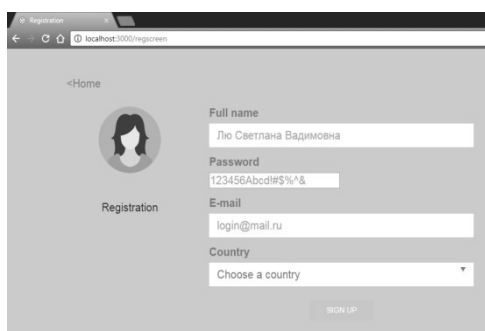 Registration
localhost:3000/regscreen
<Home
Full name
Лю Светлана Вадимовна
Password
123456Abcd!#$%^&
Registration
E-mail
login@mail.ru
Country
Choose a country
SIGN UP